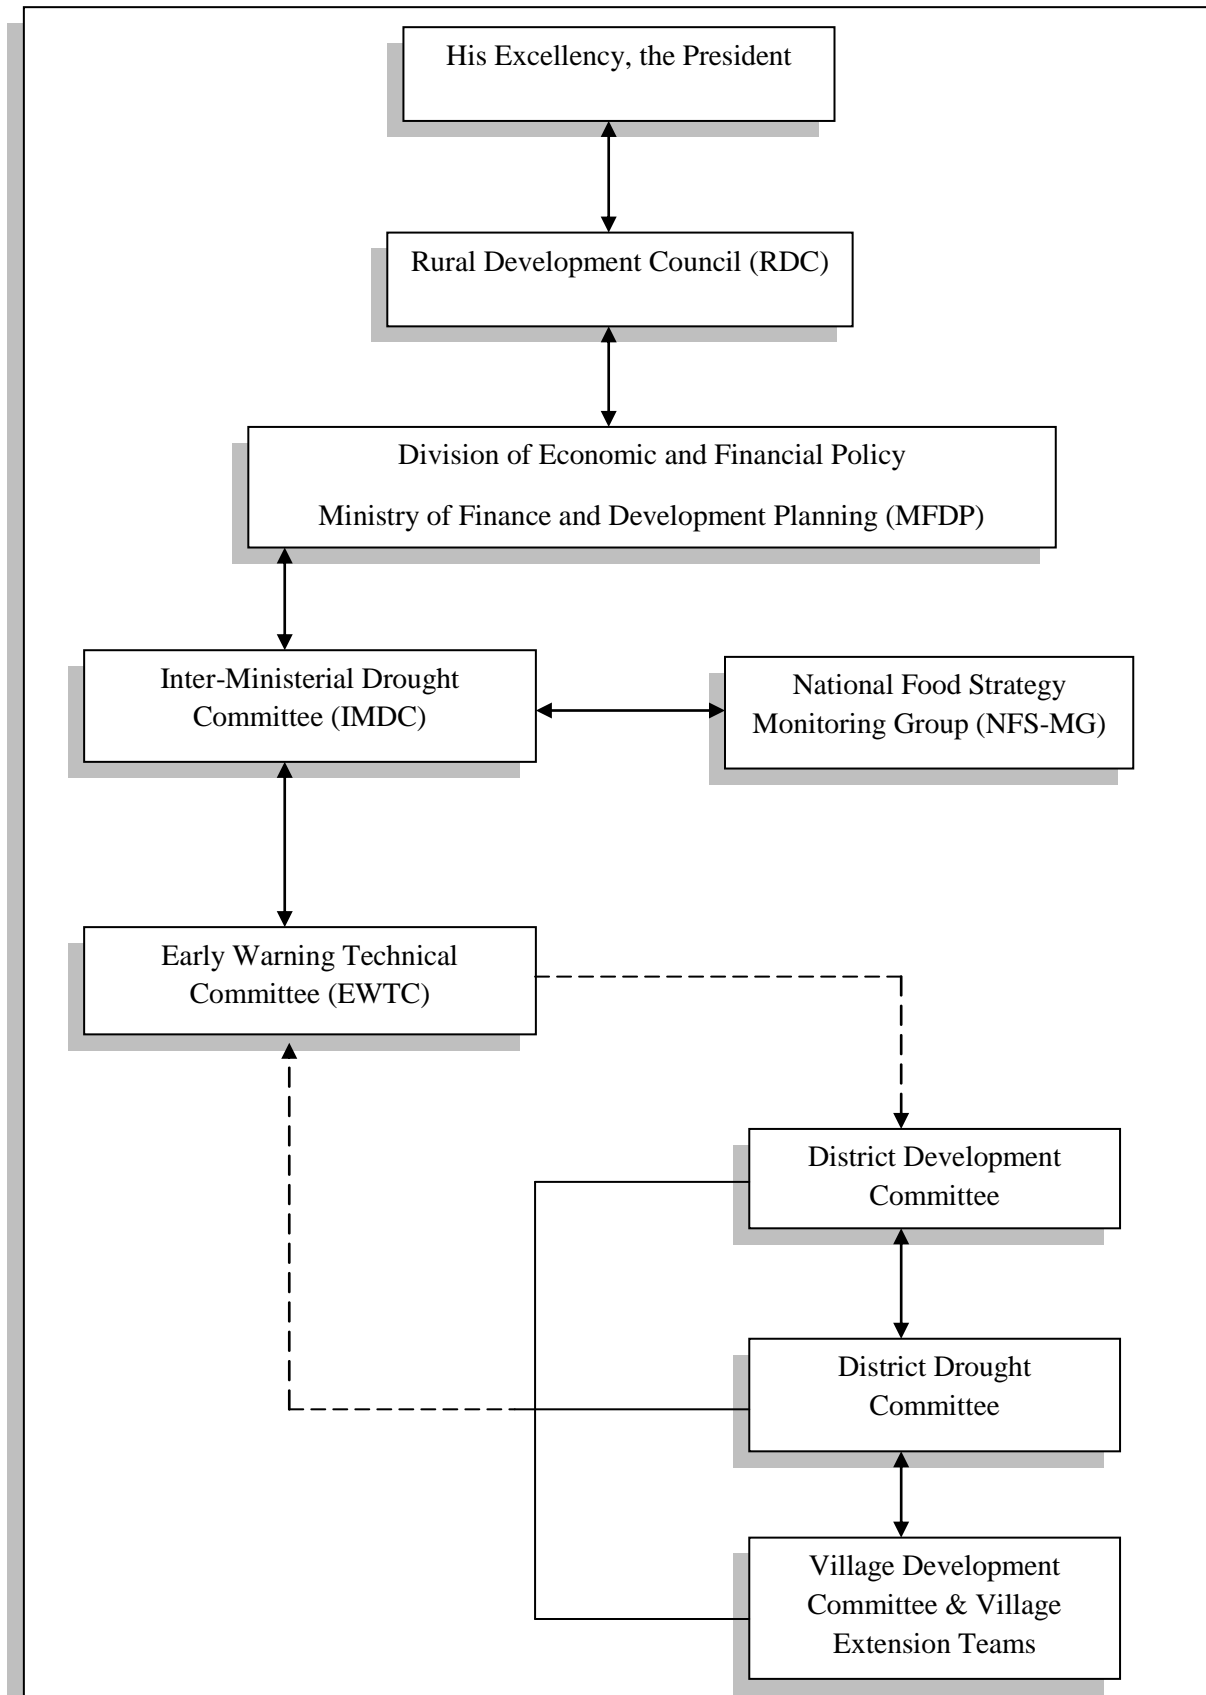 His Excellency, the President
Rural Development Council (RDC)
Division of Economic and Financial Policy
Ministry of Finance and Development Planning (MFDP)
Inter-Ministerial Drought
Committee (IMDC)
National Food Strategy
Monitoring Group (NFS-MG)
Early Warning Technical
Committee (EWTC)
District Development
Committee
District Drought
Committee
Village Development
Committee & Village
Extension Teams